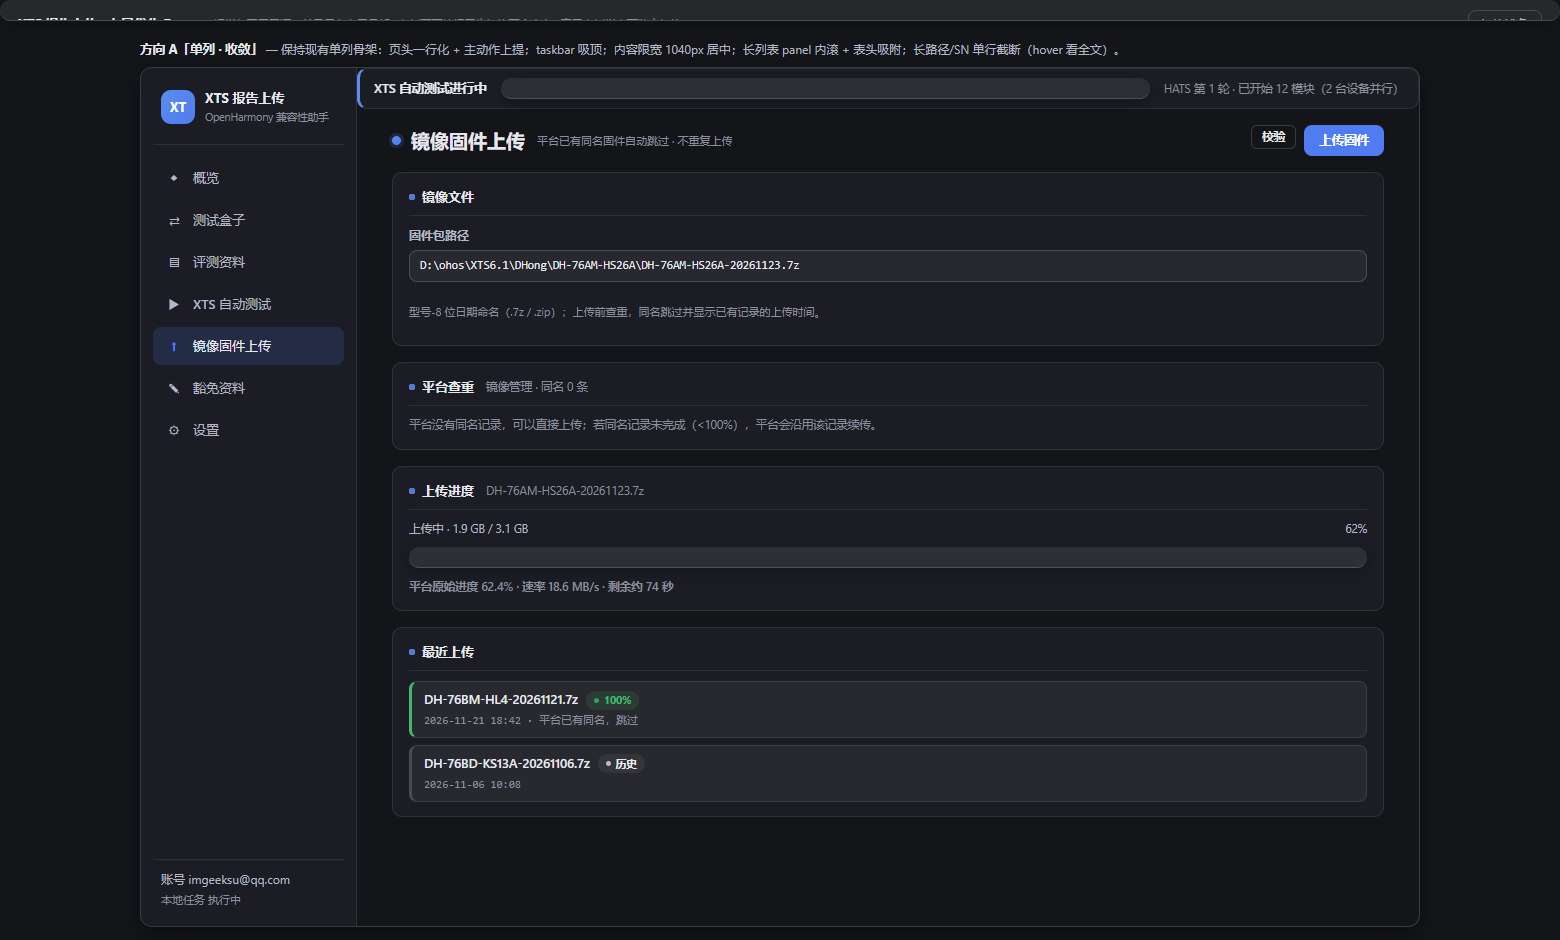 方向 A「单列 · 收敛」 — 保持现有单列骨架；页头一行化 + 主动作上提；taskbar 吸顶；内容限宽 1040px 居中；长列表 panel 内滚 + 表头吸附；长路径/SN 单行截断（hover 看全文）。
XT
XTS 报告上传
OpenHarmony 兼容性助手
概览
测试盒子
评测资料
XTS 自动测试
镜像固件上传
豁免资料
设置
账号 imgeeksu@qq.com
本地任务 执行中
XTS 自动测试进行中
HATS 第 1 轮 · 已开始 12 模块（2 台设备并行）
镜像固件上传 平台已有同名固件自动跳过 · 不重复上传
校验
上传固件
镜像文件
固件包路径
D:\ohos\XTS6.1\DHong\DH-76AM-HS26A\DH-76AM-HS26A-20261123.7z
型号-8 位日期命名（.7z / .zip）；上传前查重，同名跳过并显示已有记录的上传时间。
平台查重 镜像管理 · 同名 0 条
平台没有同名记录，可以直接上传；若同名记录未完成（<100%），平台会沿用该记录续传。
上传进度 DH-76AM-HS26A-20261123.7z
上传中 · 1.9 GB / 3.1 GB 62%
平台原始进度 62.4% · 速率 18.6 MB/s · 剩余约 74 秒
最近上传
DH-76BM-HL4-20261121.7z 100%
2026-11-21 18:42 · 平台已有同名，跳过
DH-76BD-KS13A-20261106.7z 历史
2026-11-06 10:08